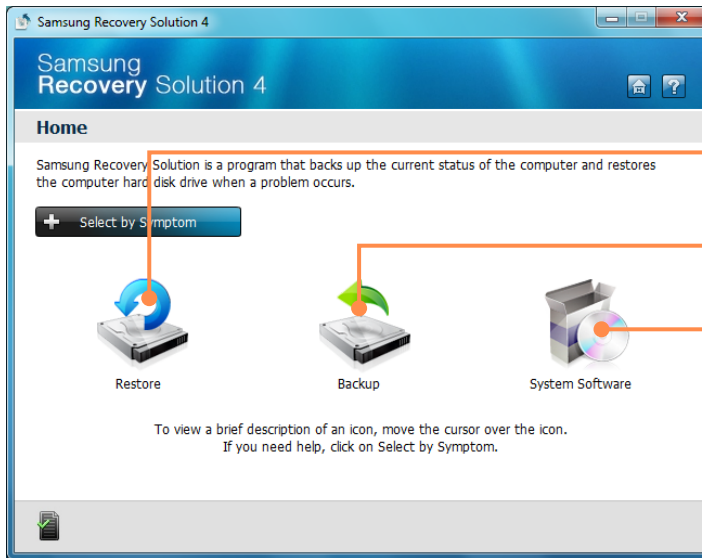 Samsung Recovery Solution 4
Samsung
Recovery Solution 4
Home
Samsung Recovery Solution is a program that backs up the current status of the computer and restores
the computer hard disk drive when a problem occurs.
Select by Symptom
Restore
Backup
System Software
To view a brief description of an icon, move the cursor over the icon.
If you need help, click on Select by Symptom.